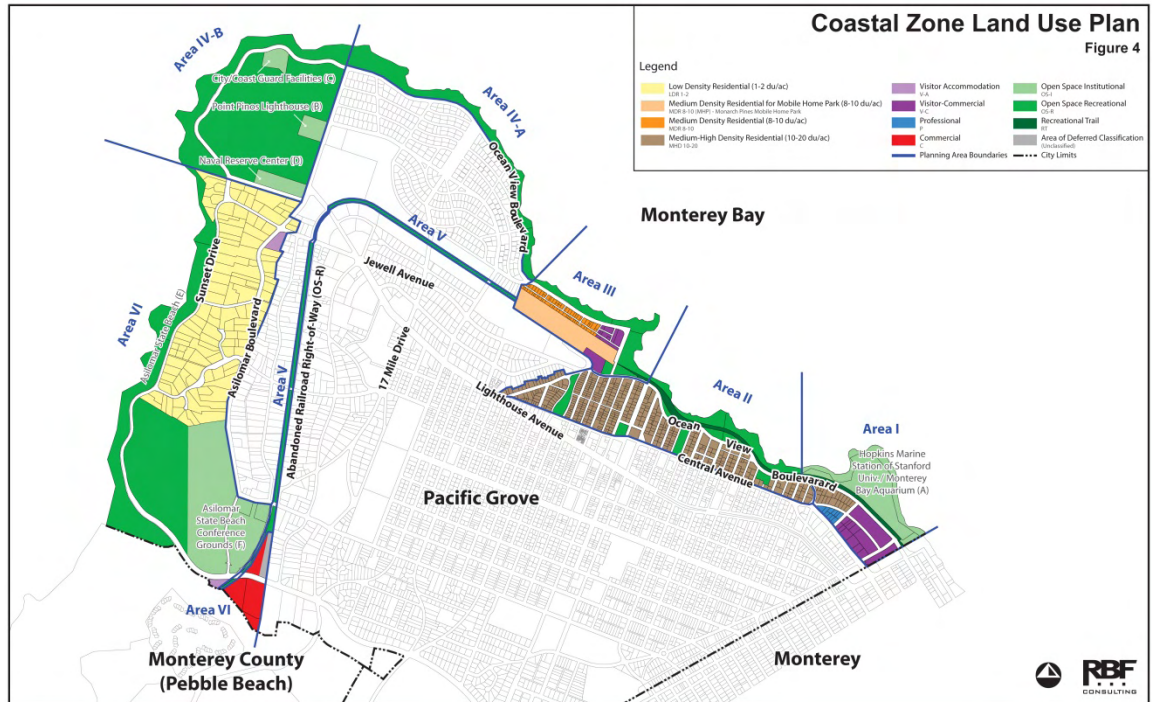 Coastal Zone Land Use Plan
Figure 4
Legend
Low Density Residential (1-2 du/ac)
LDR 1-2
Medium Density Residential for Mobile Home Park (8-10 du/ac)
MDR 8-10 (MHP) - Monarch Pines Mobile Home Park
Medium Density Residential (8-10 du/ac)
MDR 8-10
Medium-High Density Residential (10-20 du/ac)
MHD 10-20
Visitor Accommodation
V-A
Visitor-Commercial
V-C
Professional
P
Commercial
C
Planning Area Boundaries
Open Space Institutional
OS-I
Open Space Recreational
OS-R
Recreational Trail
RT
Area of Deferred Classification
(Unclassified)
City Limits
Area IV-B
City/Coast Guard Facilities (C)
Point Pinos Lighthouse (B)
Naval Reserve Center (D)
Area IV-A
Ocean View Boulevard
Monterey Bay
Area V
Jewell Avenue
Area III
Sunset Drive
Asilomar State Beach (E)
Area VI
Asilomar Boulevard
Area V
Abandoned Railroad Right-of-Way (OS-R)
17 Mile Drive
Lighthouse Avenue
Area II
Ocean
View
Boulevarard
Central Avenue
Area I
Hopkins Marine
Station of Stanford
Univ./ Monterey
Bay Aquarium (A)
Pacific Grove
Asilomar
State Beach
Conference
Grounds (F)
Area VI
Monterey County
(Pebble Beach)
Monterey
RBF
CONSULTING